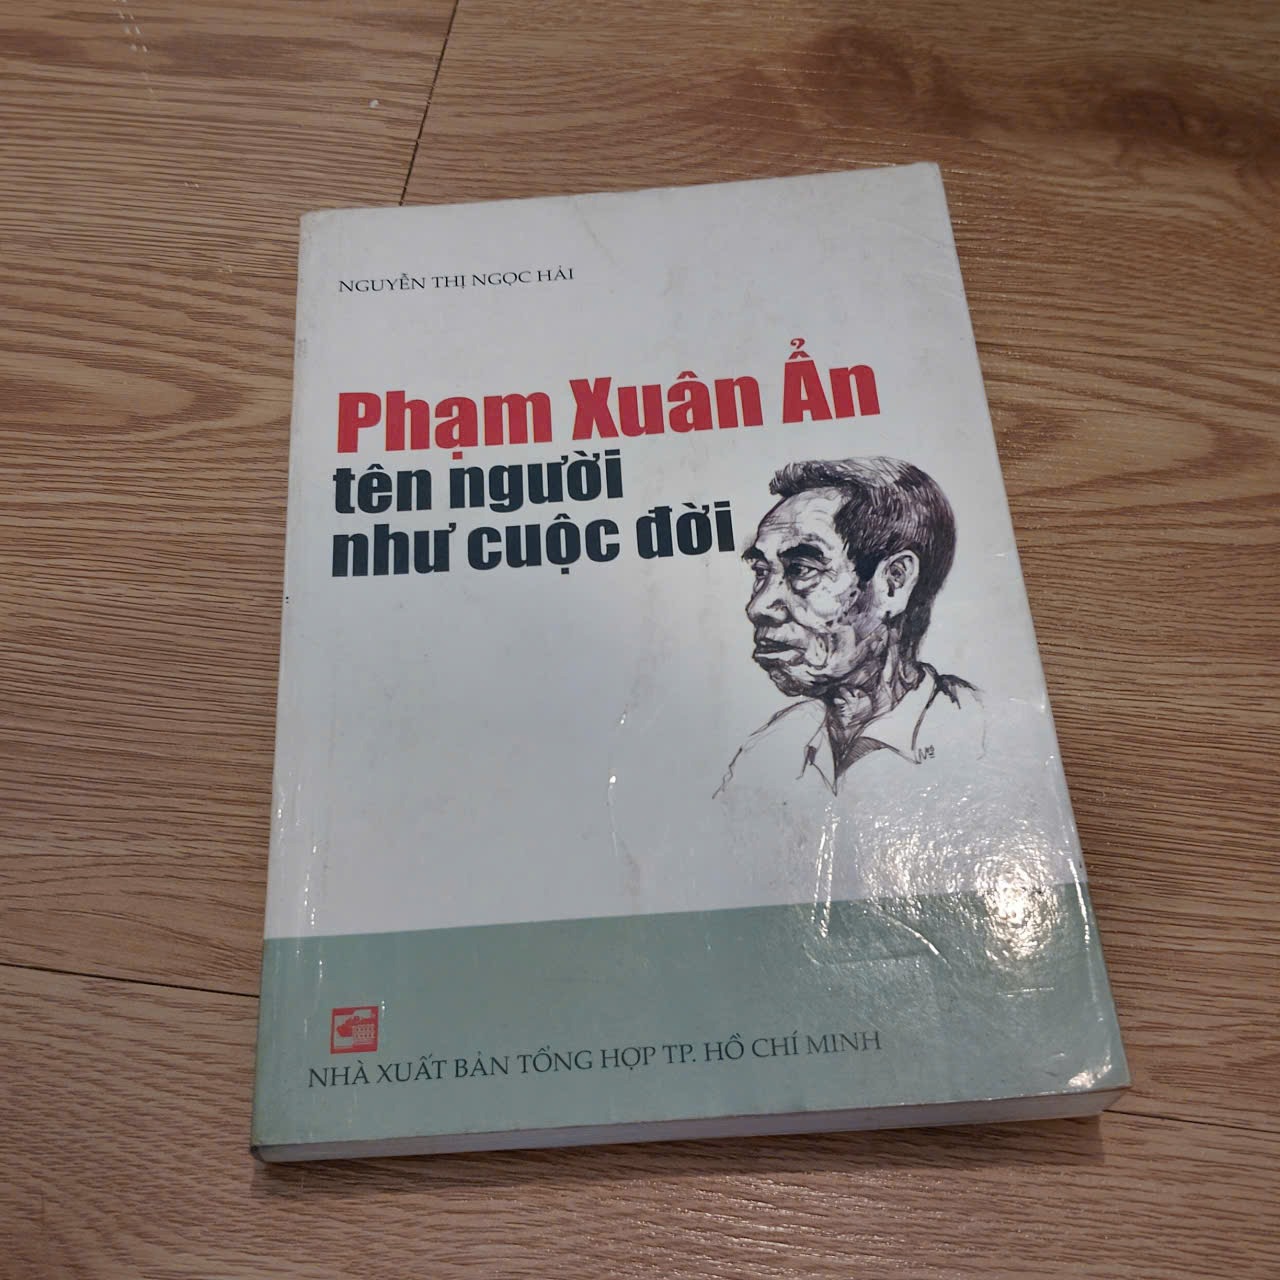 NGUYỄN THỊ NGỌC HẢI
Phạm Xuân Ẩn
tên người
như cuộc đời
NHÀ XUẤT BẢN TỔNG HỢP TP. HỒ CHÍ MINH